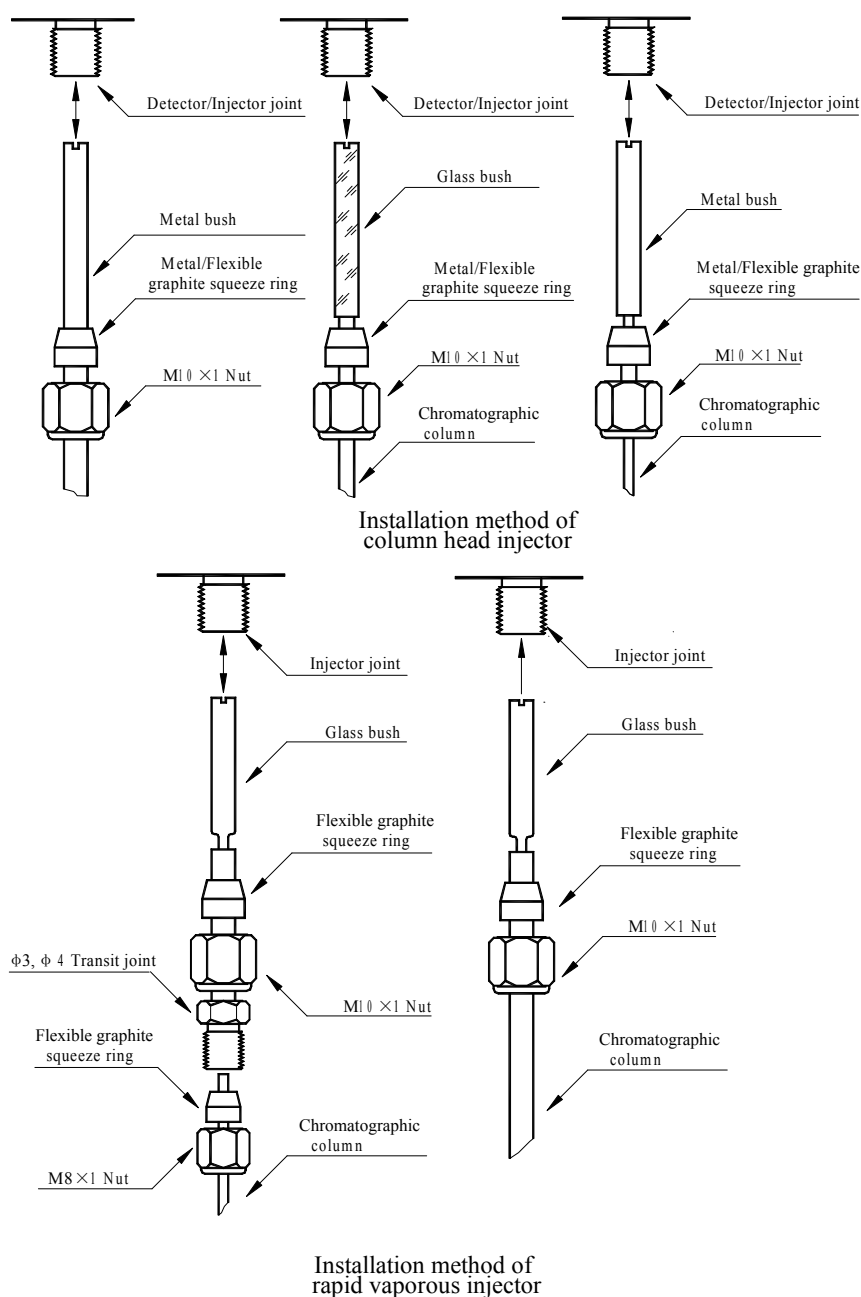 Detector/Injector joint
Metal bush
Metal/Flexible
graphite squeeze ring
M10 ×1 Nut
Detector/Injector joint
Glass bush
Metal/Flexible
graphite squeeze ring
M10 ×1 Nut
Chromatographic
column
Detector/Injector joint
Metal bush
Metal/Flexible graphite
squeeze ring
M10 ×1 Nut
Chromatographic
column
Installation method of
column head injector
Injector joint
Glass bush
Flexible graphite
squeeze ring
ф3, ф 4 Transit joint
M10 ×1 Nut
Flexible graphite
squeeze ring
Chromatographic
column
M8×1 Nut
Injector joint
Glass bush
Flexible graphite
squeeze ring
M10 ×1 Nut
Chromatographic
column
Installation method of
rapid vaporous injector